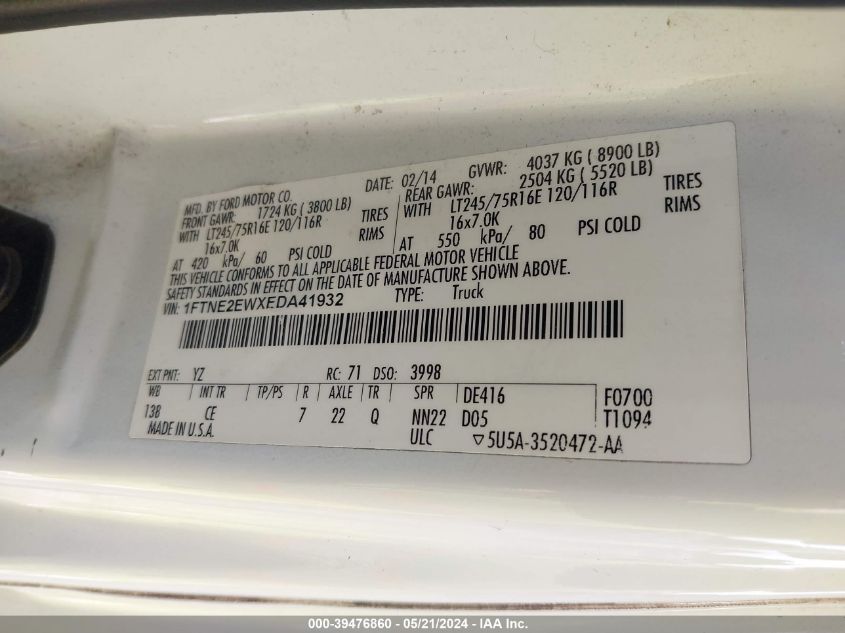 MFD. BY FORD MOTOR CO. DATE: 02/14 GVWR: 4037 KG ( 8900 LB)
FRONT GAWR: 1724 KG ( 3800 LB) REAR GAWR: 2504 KG ( 5520 LB)
WITH LT245/75R16E 120/116R TIRES WITH LT245/75R16E 120/116R TIRES
16x7.0K RIMS 16x7.0K RIMS
AT 420 kPa/ 60 PSI COLD AT 550 kPa/ 80 PSI COLD
THIS VEHICLE CONFORMS TO ALL APPLICABLE FEDERAL MOTOR VEHICLE
SAFETY STANDARDS IN EFFECT ON THE DATE OF MANUFACTURE SHOWN ABOVE.
VIN: 1FTNE2EWXEDA41932 TYPE: Truck
EXT PNT: YZ RC: 71 DSO: 3998
WB INT TR TP/PS R AXLE TR SPR DE416 F0700
138 CE 7 22 Q NN22 D05 T1094
MADE IN U.S.A. ULC ▽5U5A-3520472-AA
000-39476860 - 05/21/2024 - IAA Inc.